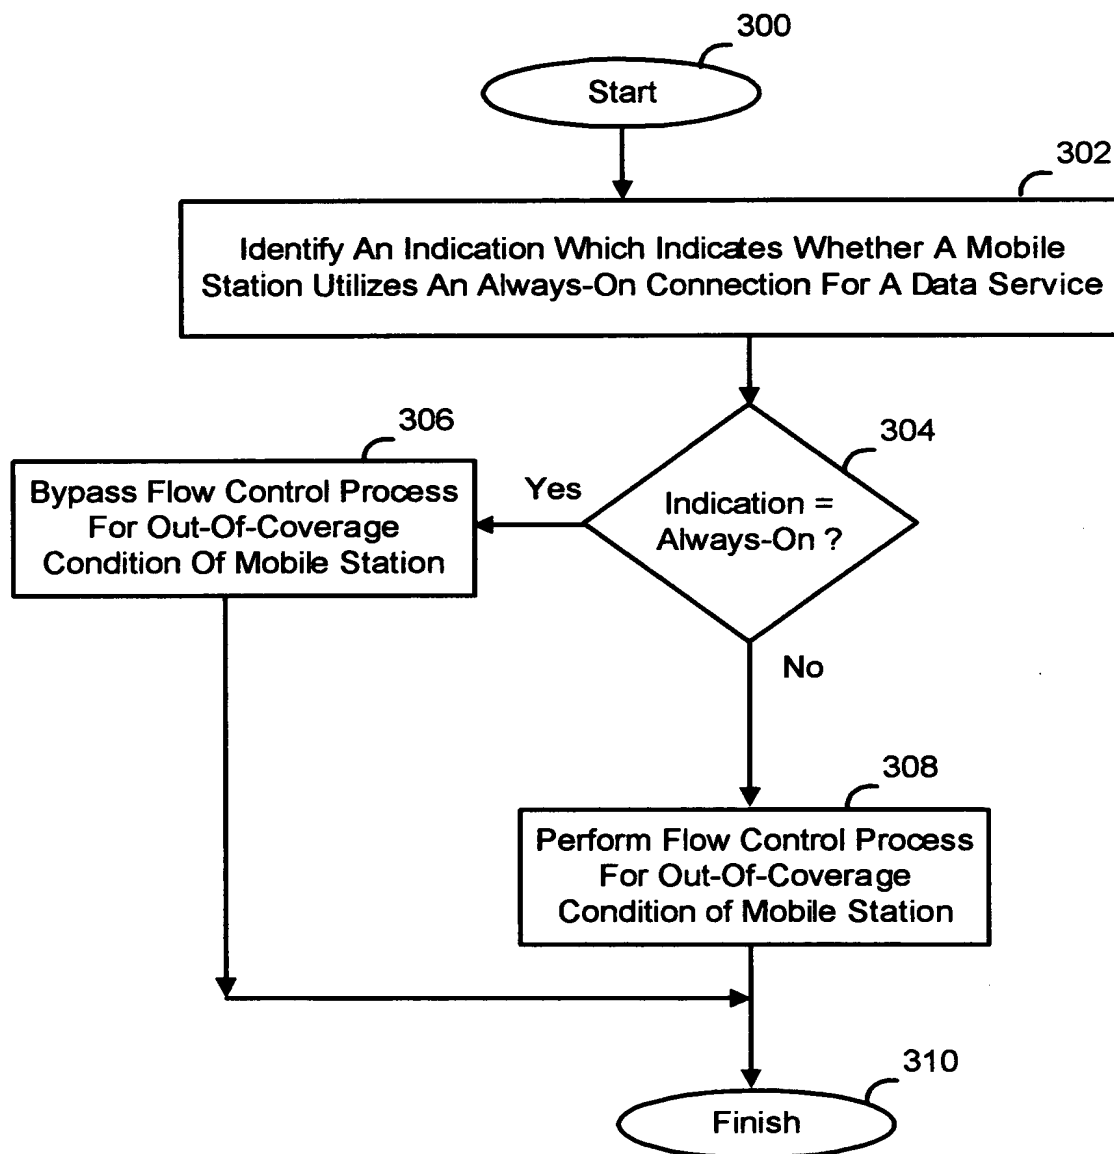 300
Start
302
Identify An Indication Which Indicates Whether A Mobile
Station Utilizes An Always-On Connection For A Data Service
306
304
Bypass Flow Control Process
For Out-Of-Coverage
Condition Of Mobile Station
Yes
Indication =
Always-On ?
No
308
Perform Flow Control Process
For Out-Of-Coverage
Condition of Mobile Station
310
Finish